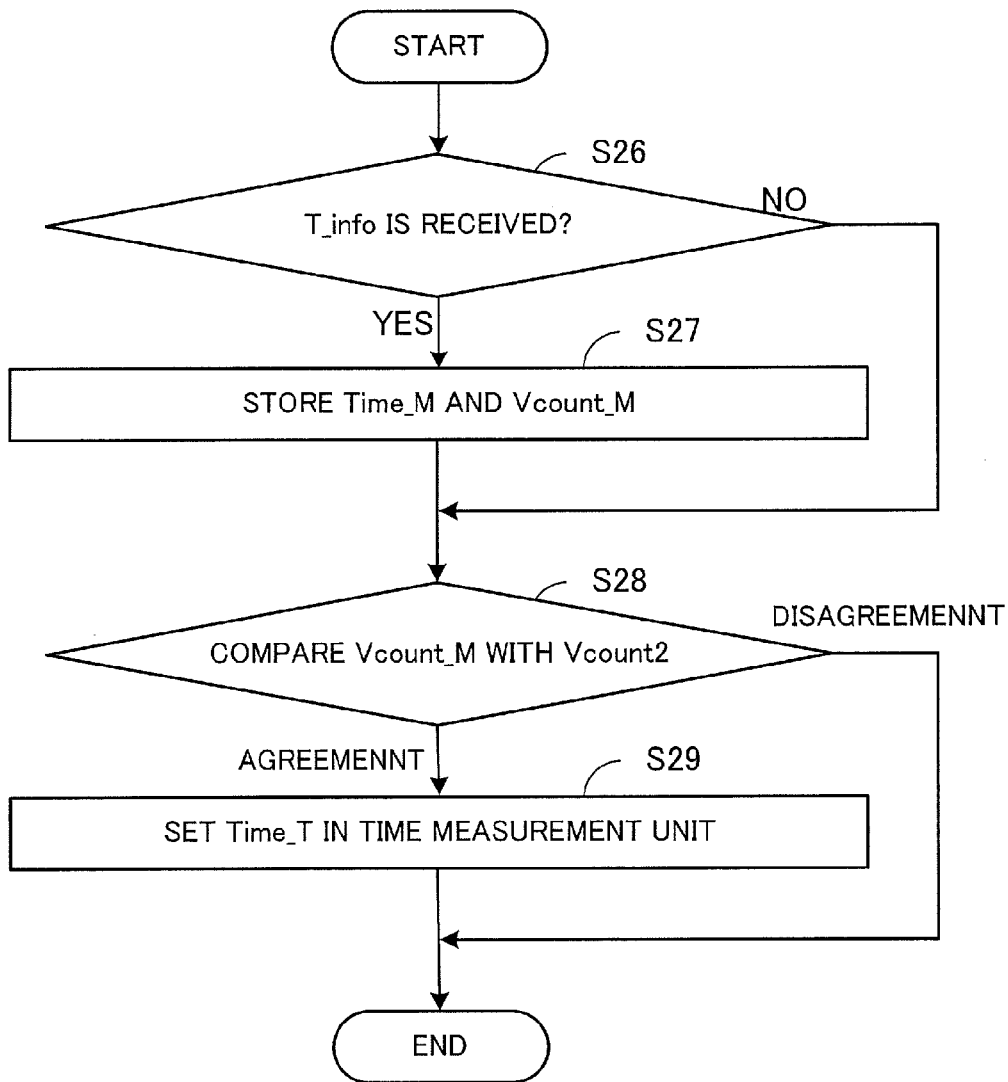 START
S26
T_info IS RECEIVED?
NO
YES
S27
STORE Time_M AND Vcount_M
S28
DISAGREEMENNT
COMPARE Vcount_M WITH Vcount2
AGREEMENNT
S29
SET Time_T IN TIME MEASUREMENT UNIT
END